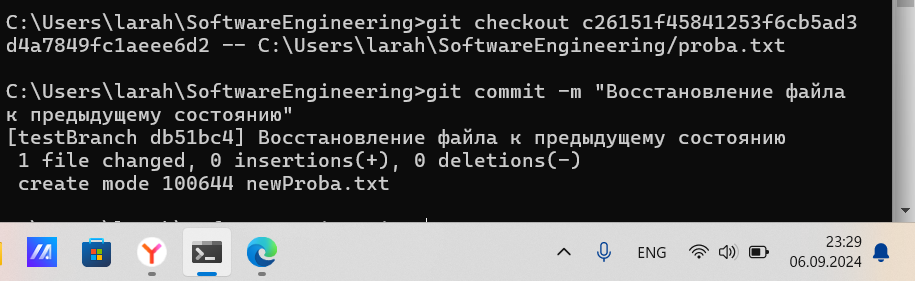 C:\Users\larah\SoftwareEngineering>git checkout c26151f45841253f6cb5ad3
d4a7849fc1aeee6d2 -- C:\Users\larah\SoftwareEngineering/proba.txt
C:\Users\larah\SoftwareEngineering>git commit -m "Восстановление файла
к предыдущему состоянию"
[testBranch db51bc4] Восстановление файла к предыдущему состоянию
1 file changed, 0 insertions(+), 0 deletions(-)
create mode 100644 newProba.txt
ENG
23:29
06.09.2024